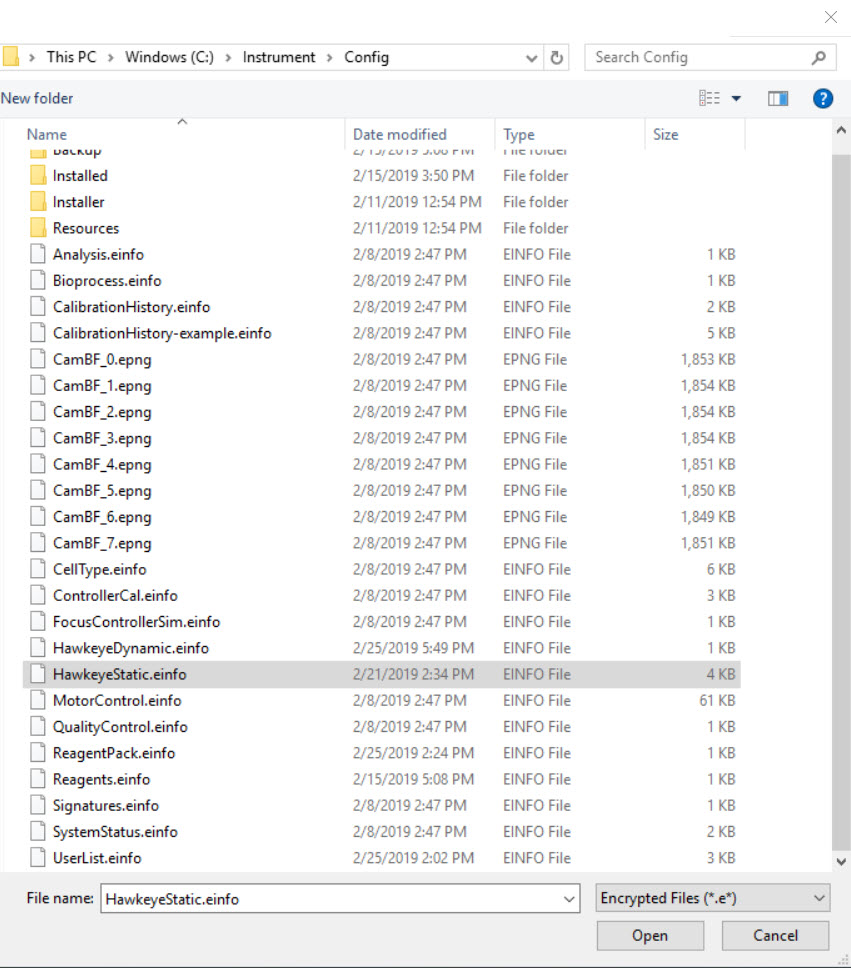 This PC > Windows (C:) > Instrument > Config Search Config
New folder ?
Name Date modified Type Size
Backup 2/15/2019 5:08 PM File folder
Installed 2/15/2019 3:50 PM File folder
Installer 2/11/2019 12:54 PM File folder
Resources 2/11/2019 12:54 PM File folder
Analysis.einfo 2/8/2019 2:47 PM EINFO File 1 KB
Bioprocess.einfo 2/8/2019 2:47 PM EINFO File 1 KB
CalibrationHistory.einfo 2/8/2019 2:47 PM EINFO File 2 KB
CalibrationHistory-example.einfo 2/8/2019 2:47 PM EINFO File 5 KB
CamBF_0.epng 2/8/2019 2:47 PM EPNG File 1,853 KB
CamBF_1.epng 2/8/2019 2:47 PM EPNG File 1,854 KB
CamBF_2.epng 2/8/2019 2:47 PM EPNG File 1,854 KB
CamBF_3.epng 2/8/2019 2:47 PM EPNG File 1,854 KB
CamBF_4.epng 2/8/2019 2:47 PM EPNG File 1,851 KB
CamBF_5.epng 2/8/2019 2:47 PM EPNG File 1,850 KB
CamBF_6.epng 2/8/2019 2:47 PM EPNG File 1,849 KB
CamBF_7.epng 2/8/2019 2:47 PM EPNG File 1,851 KB
CellType.einfo 2/8/2019 2:47 PM EINFO File 6 KB
ControllerCal.einfo 2/8/2019 2:47 PM EINFO File 3 KB
FocusControllerSim.einfo 2/8/2019 2:47 PM EINFO File 1 KB
HawkeyeDynamic.einfo 2/25/2019 5:49 PM EINFO File 1 KB
HawkeyeStatic.einfo 2/21/2019 2:34 PM EINFO File 4 KB
MotorControl.einfo 2/8/2019 2:47 PM EINFO File 61 KB
QualityControl.einfo 2/8/2019 2:47 PM EINFO File 1 KB
ReagentPack.einfo 2/25/2019 2:24 PM EINFO File 1 KB
Reagents.einfo 2/15/2019 5:08 PM EINFO File 1 KB
Signatures.einfo 2/8/2019 2:47 PM EINFO File 1 KB
SystemStatus.einfo 2/8/2019 2:47 PM EINFO File 2 KB
UserList.einfo 2/25/2019 2:02 PM EINFO File 3 KB
File name: HawkeyeStatic.einfo Encrypted Files (*.e*)
Open Cancel